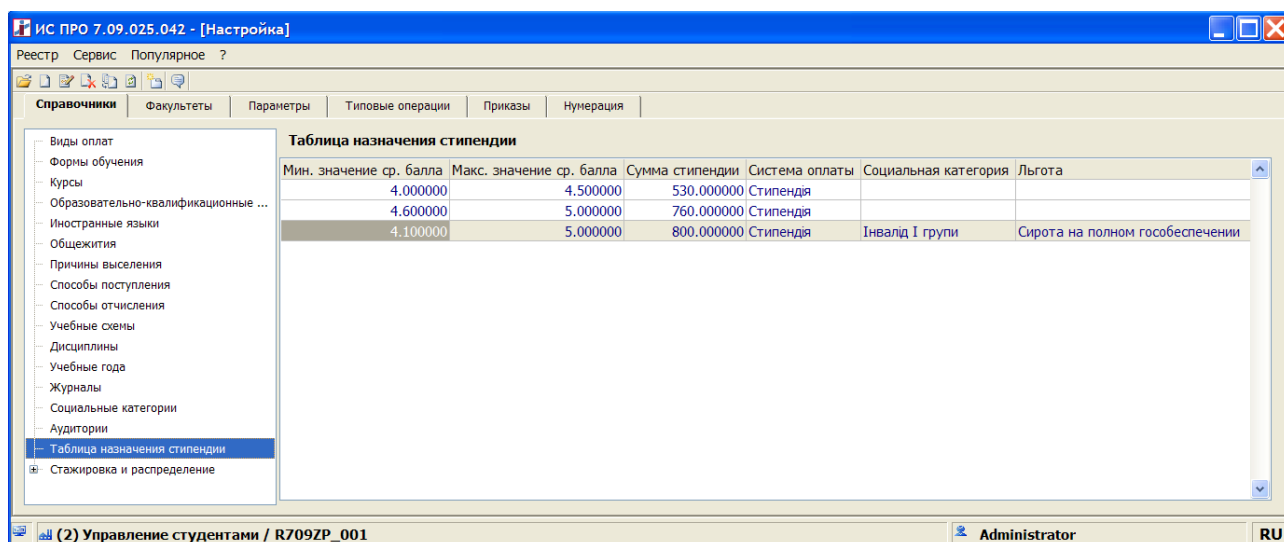 ИС ПРО 7.09.025.042 - [Настройка]
Реестр Сервис Популярное ?
Справочники Факультеты Параметры Типовые операции Приказы Нумерация
Виды оплат
Формы обучения
Курсы
Образовательно-квалификационные ...
Иностранные языки
Общежития
Причины выселения
Способы поступления
Способы отчисления
Учебные схемы
Дисциплины
Учебные года
Журналы
Социальные категории
Аудитории
Таблица назначения стипендии
Стажировка и распределение
Таблица назначения стипендии
Мин. значение ср. балла Макс. значение ср. балла Сумма стипендии Система оплаты Социальная категория Льгота
4.000000 4.500000 530.000000 Стипендія
4.600000 5.000000 760.000000 Стипендія
4.100000 5.000000 800.000000 Стипендія Інвалід І групи Сирота на полном гособеспечении
(2) Управление студентами / R709ZP_001 Administrator RU